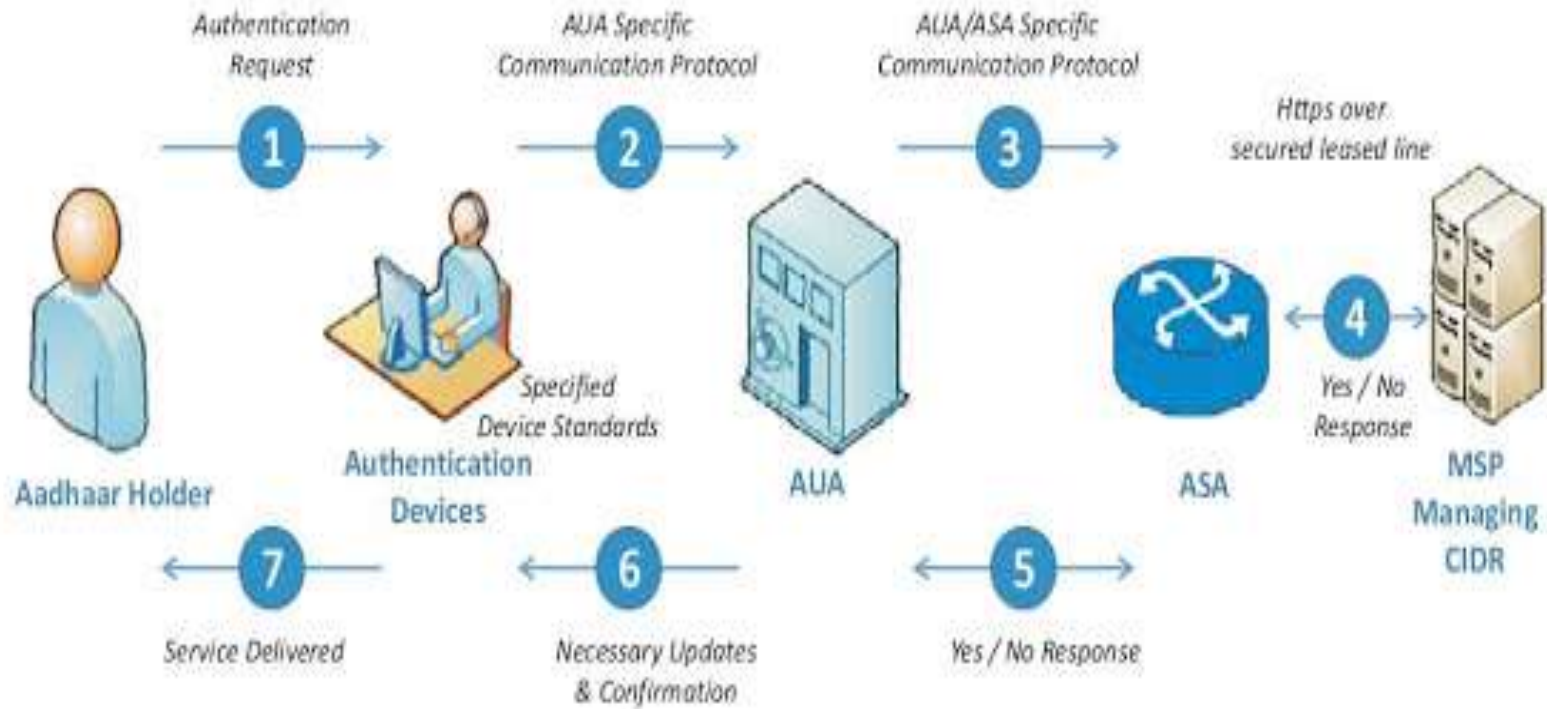 Authentication
Request
AUA Specific
Communication Protocol
AUA/ASA Specific
Communication Protocol
1
2
3
Https over
secured leased line
4
Yes / No
Response
Specified
Device Standards
Aadhaar Holder
Authentication
Devices
AUA
ASA
MSP
Managing
CIDR
7
6
5
Service Delivered
Necessary Updates
& Confirmation
Yes / No Response